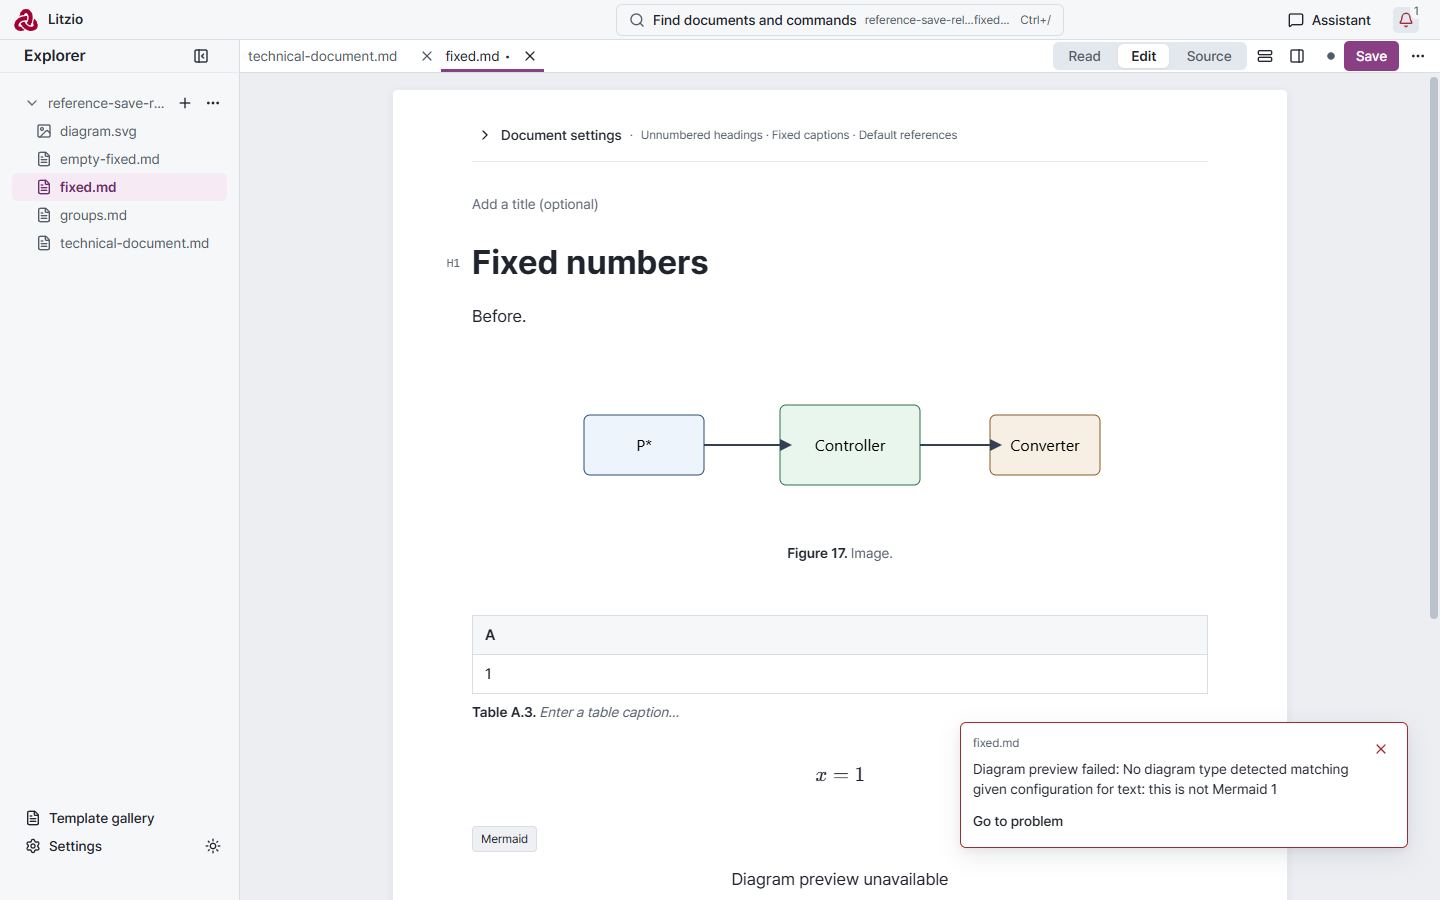 Litzio
Find documents and commands reference-save-rel...fixed... Ctrl+/
Assistant
1
Explorer
technical-document.md
fixed.md •
Read Edit Source
Save
reference-save-r...
diagram.svg
empty-fixed.md
fixed.md
groups.md
technical-document.md
Template gallery
Settings
Document settings · Unnumbered headings · Fixed captions · Default references
Add a title (optional)
H1 Fixed numbers
Before.
P* Controller Converter
Figure 17. Image.
A
1
Table A.3. Enter a table caption...
x = 1
Mermaid
Diagram preview unavailable
fixed.md
Diagram preview failed: No diagram type detected matching
given configuration for text: this is not Mermaid 1
Go to problem